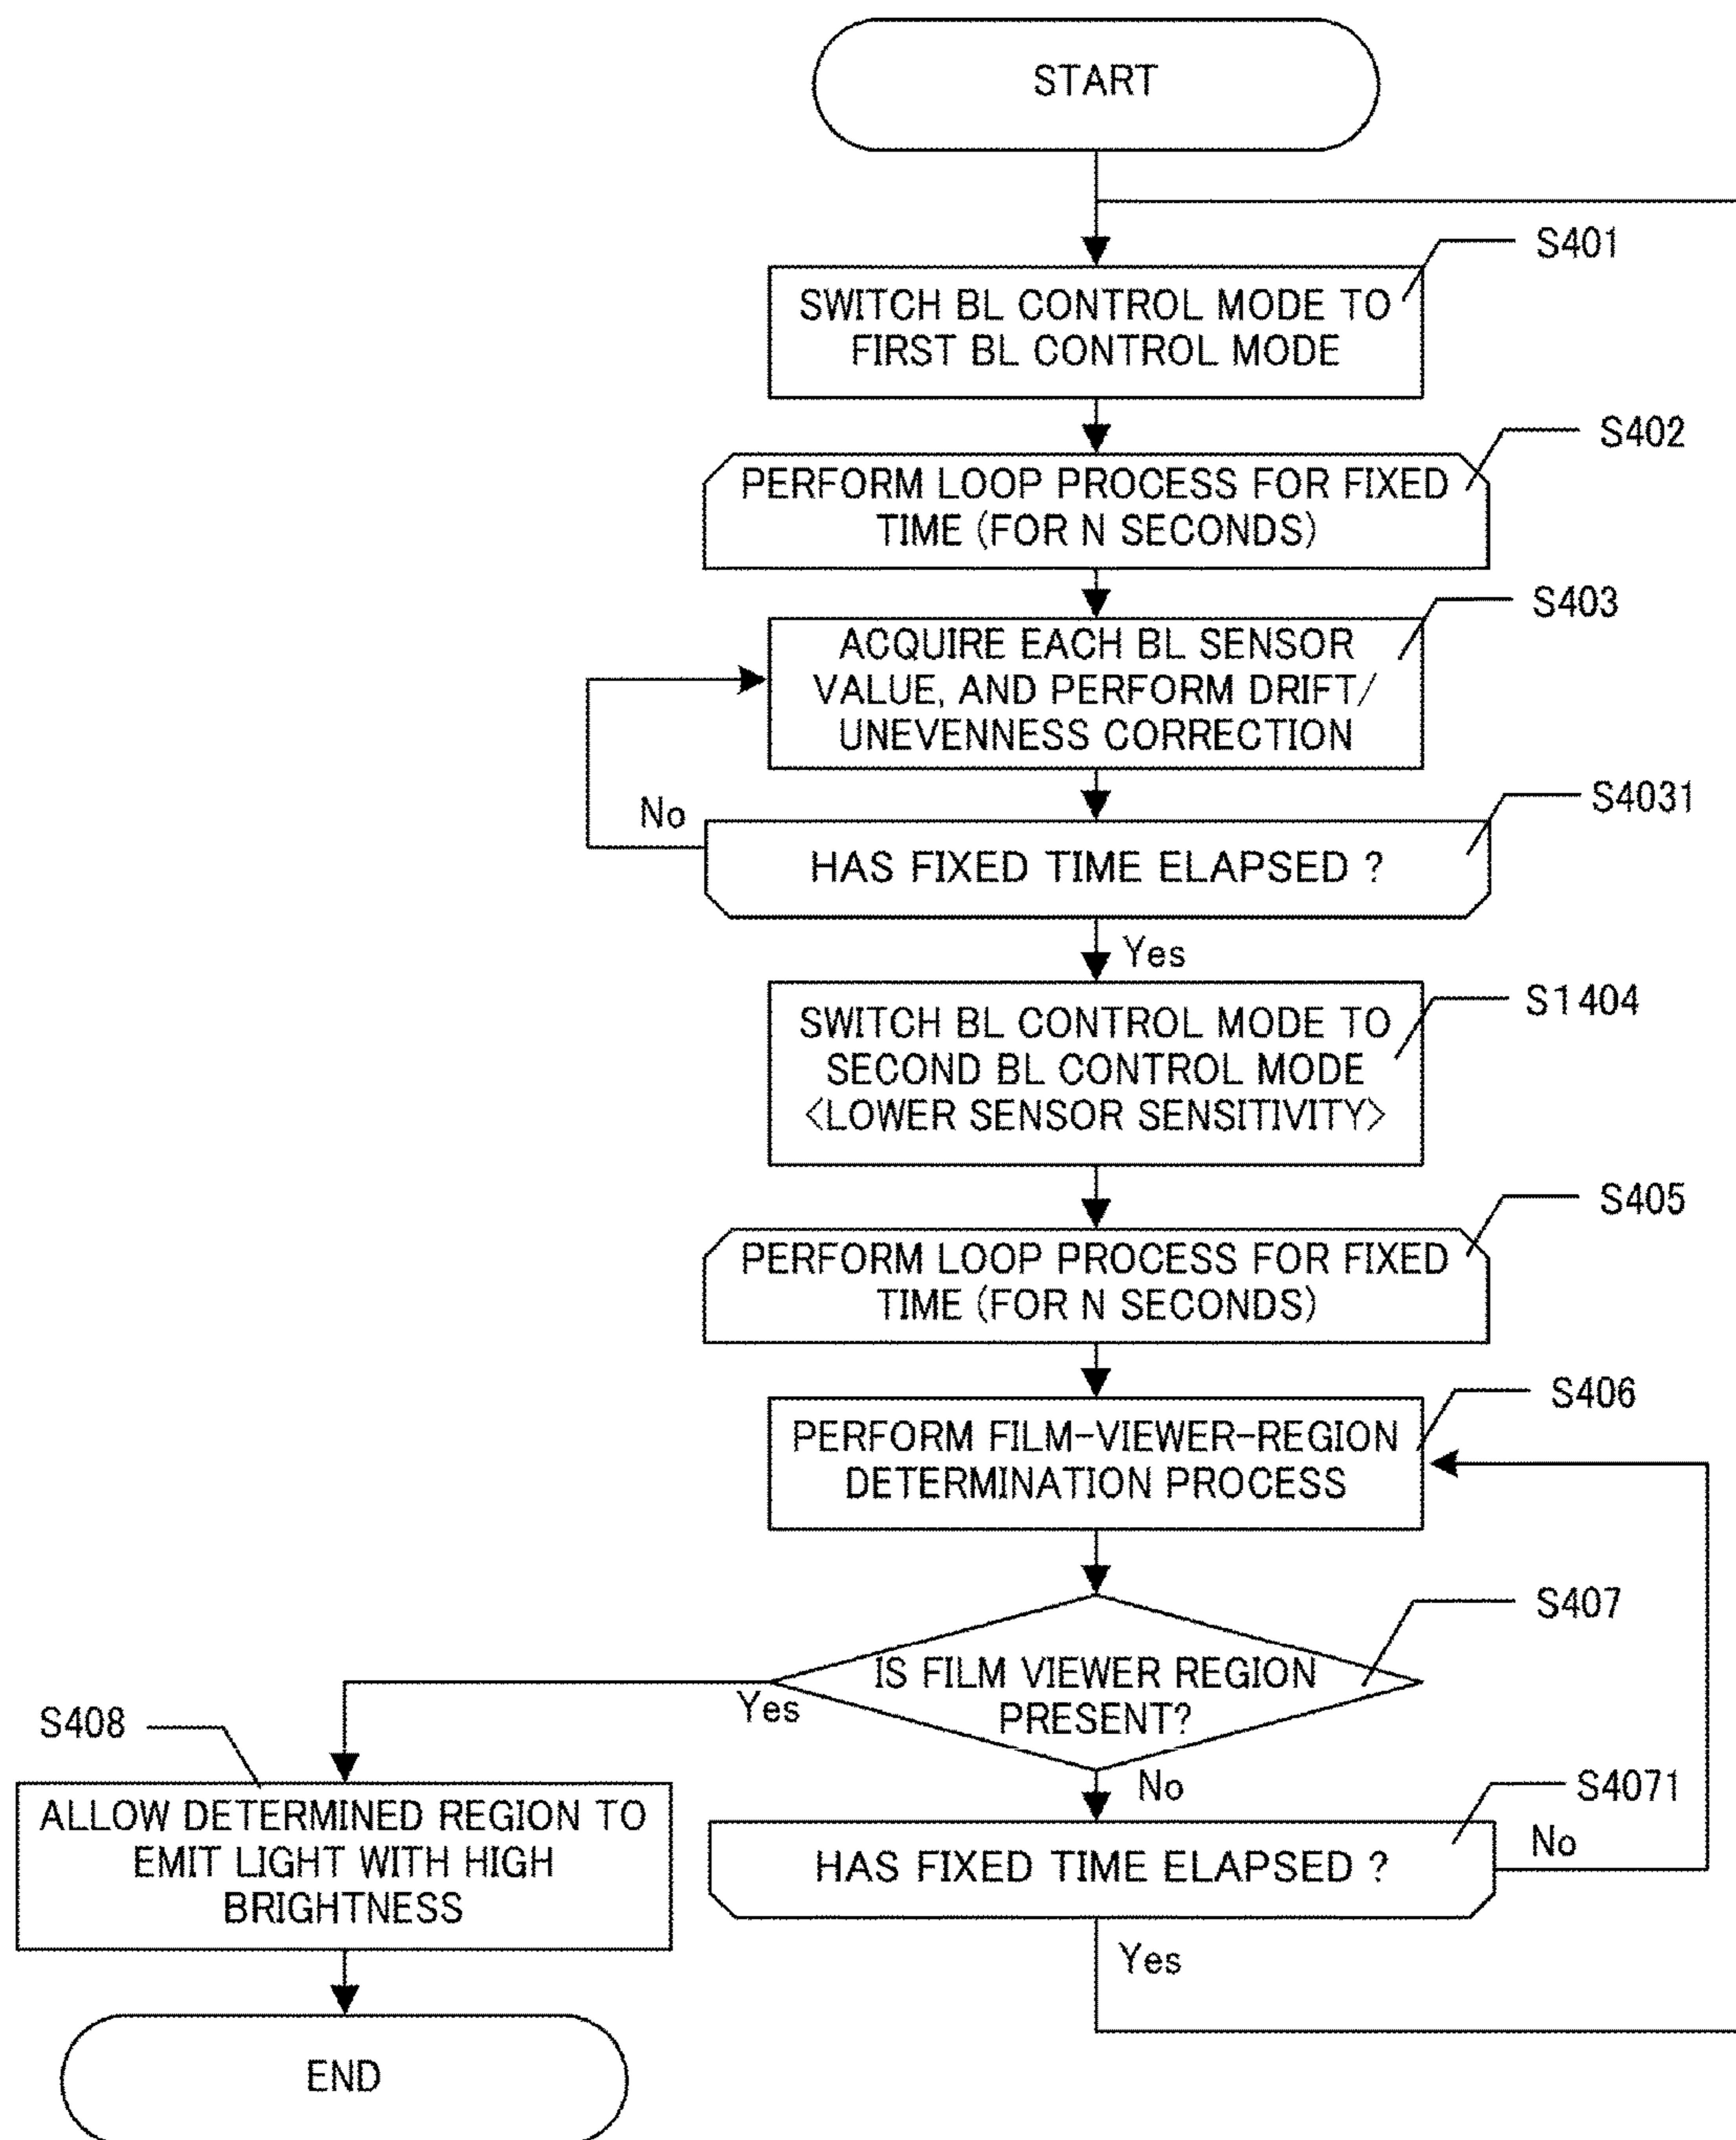 START
S401
SWITCH BL CONTROL MODE TO
FIRST BL CONTROL MODE
S402
PERFORM LOOP PROCESS FOR FIXED
TIME (FOR N SECONDS)
S403
ACQUIRE EACH BL SENSOR
VALUE, AND PERFORM DRIFT/
UNEVENNESS CORRECTION
S4031
No
HAS FIXED TIME ELAPSED ?
Yes
S1404
SWITCH BL CONTROL MODE TO
SECOND BL CONTROL MODE
<LOWER SENSOR SENSITIVITY>
S405
PERFORM LOOP PROCESS FOR FIXED
TIME (FOR N SECONDS)
S406
PERFORM FILM-VIEWER-REGION
DETERMINATION PROCESS
S407
IS FILM VIEWER REGION
PRESENT?
Yes
S408
No
S4071
ALLOW DETERMINED REGION TO
EMIT LIGHT WITH HIGH
BRIGHTNESS
HAS FIXED TIME ELAPSED ?
No
Yes
END